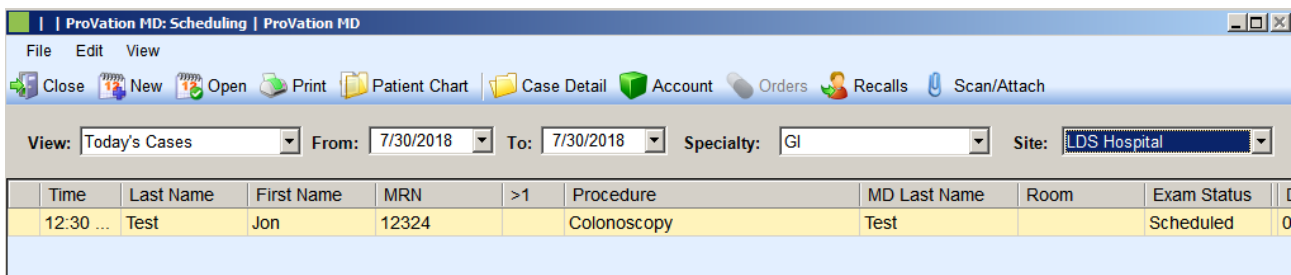 | | ProVation MD: Scheduling | ProVation MD
File Edit View
Close New Open Print Patient Chart Case Detail Account Orders Recalls Scan/Attach
View: Today's Cases From: 7/30/2018 To: 7/30/2018 Specialty: GI Site: LDS Hospital
Time Last Name First Name MRN >1 Procedure MD Last Name Room Exam Status
12:30 ... Test Jon 12324 Colonoscopy Test Scheduled 0